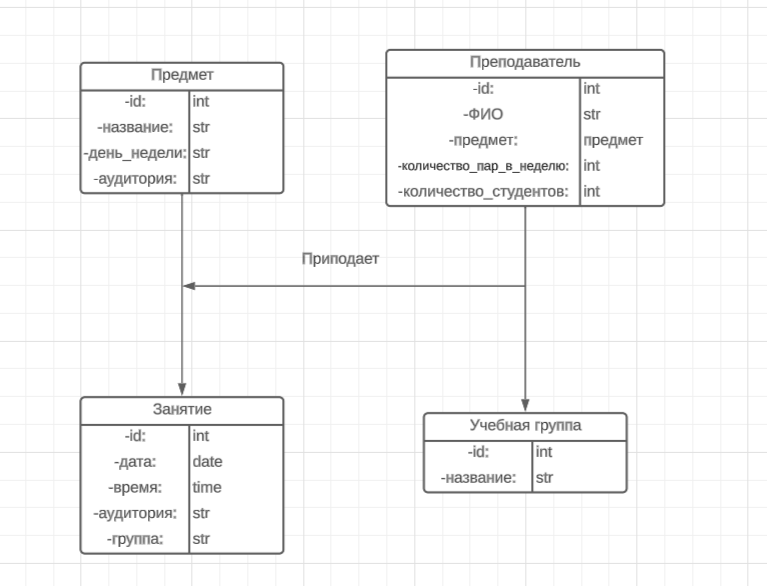 Предмет
-id: int
-название: str
-день_недели: str
-аудитория: str
Преподаватель
-id: int
-ФИО str
-предмет: предмет
-количество_пар_в_неделю: int
-количество_студентов: int
Приподает
Занятие
-id: int
-дата: date
-время: time
-аудитория: str
-группа: str
Учебная группа
-id: int
-название: str